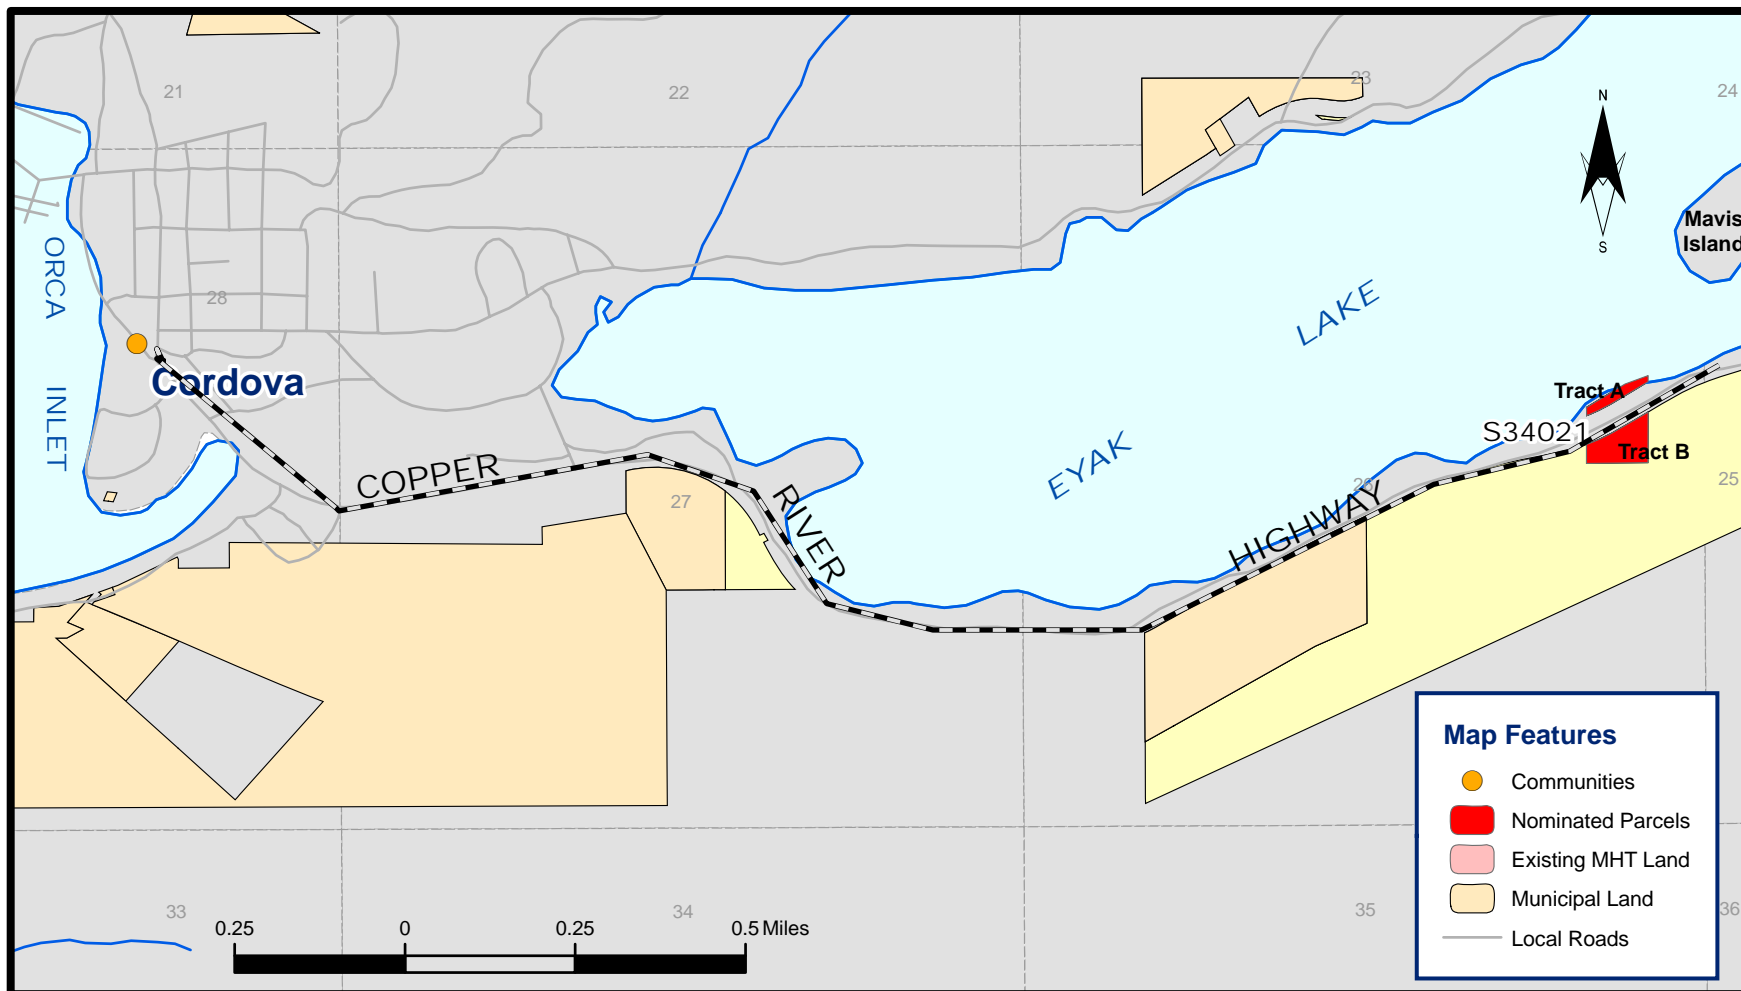 21
22
23
24
N
S
Mavis
Island
ORCA INLET
28
LAKE
Cordova
Tract A
S34021
Tract B
EYAK
COPPER
RIVER
HIGHWAY
27
26
25
Map Features
Communities
Nominated Parcels
Existing MHT Land
Municipal Land
Local Roads
33
34
35
36
0.25 0 0.25 0.5 Miles